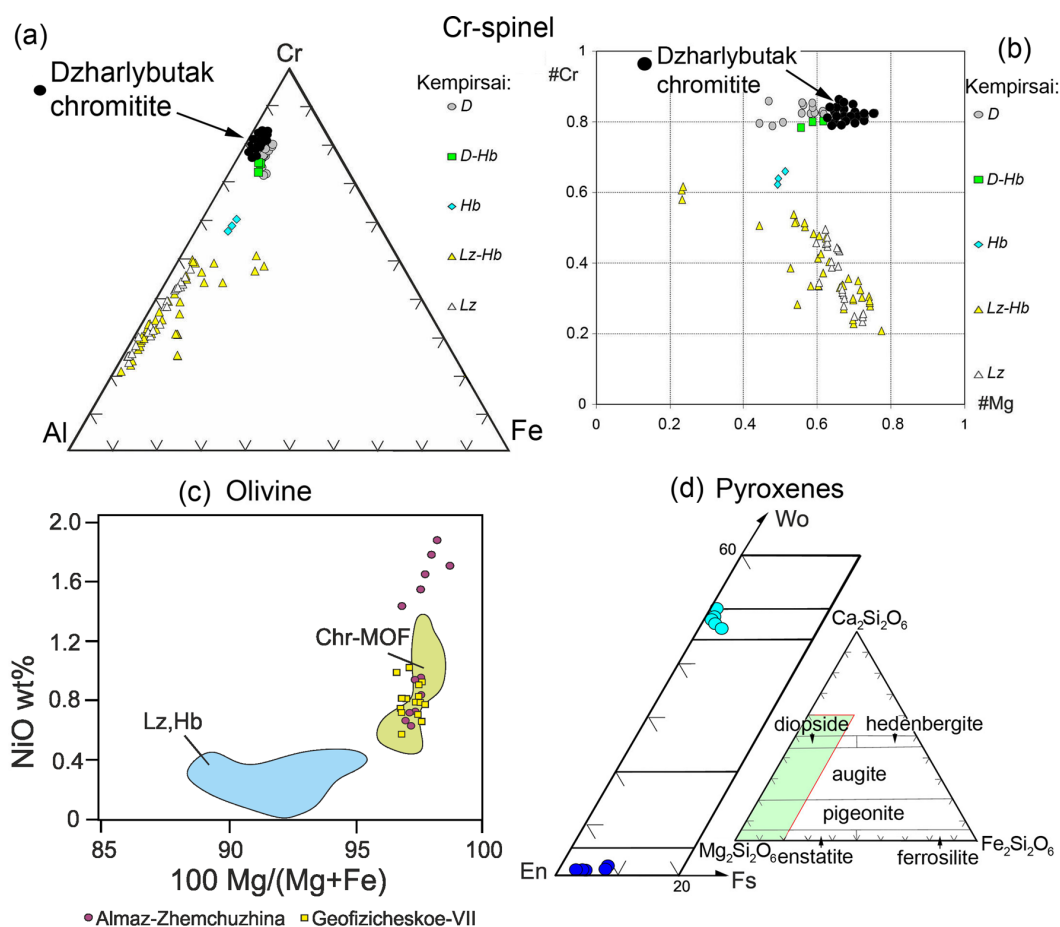 Cr-spinel
(a)
Cr
Dzharlybutak
chromitite
Kempirsai:
D
D-Hb
Hb
Lz-Hb
Lz
Al
Fe
(b)
#Cr
1
0.8
0.6
0.4
0.2
0
0
0.2
0.4
0.6
0.8
1
#Mg
Dzharlybutak
chromitite
Kempirsai:
D
D-Hb
Hb
Lz-Hb
Lz
(c) Olivine
NiO wt%
2.0
1.6
1.2
0.8
0.4
0
Chr-MOF
Lz,Hb
85
90
95
100
100 Mg/(Mg+Fe)
Almaz-Zhemchuzhina
Geofizicheskoe-VII
(d) Pyroxenes
Wo
60
En
20
Fs
Ca₂Si₂O₆
diopside
hedenbergite
augite
pigeonite
Mg₂Si₂O₆
enstatite
ferrosilite
Fe₂Si₂O₆